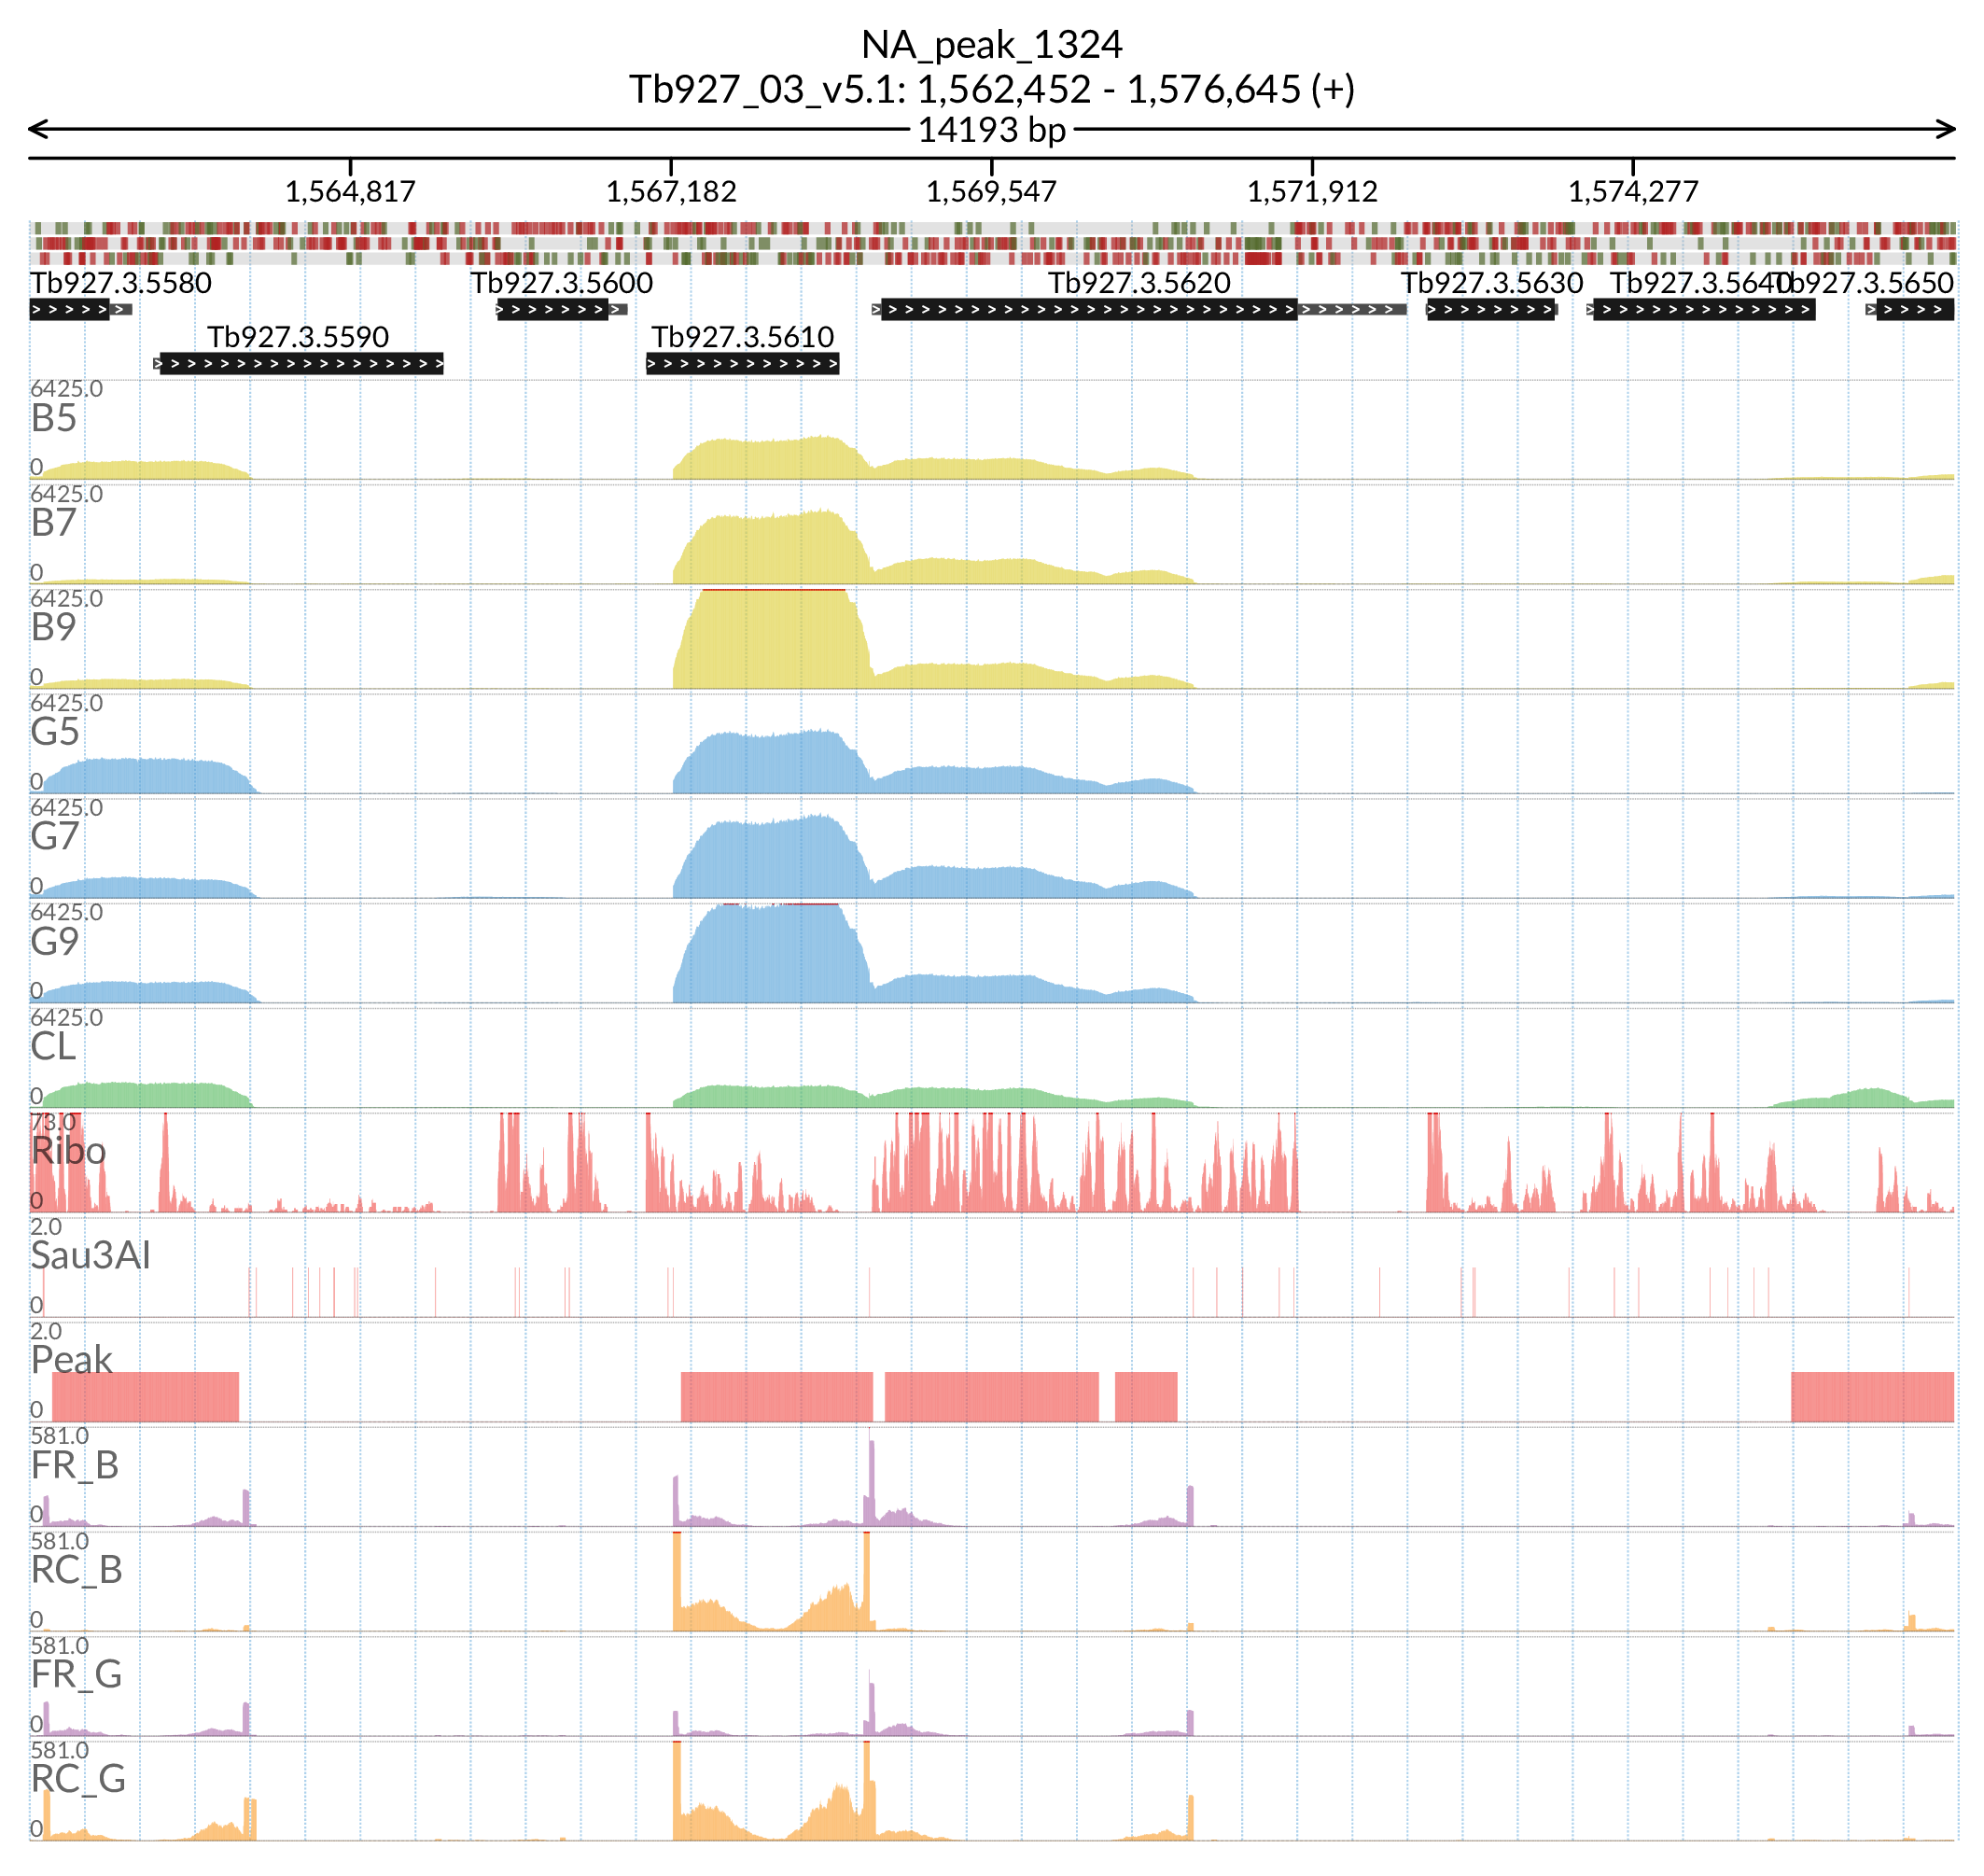 NA_peak_1324
Tb927_03_v5.1: 1,562,452 - 1,576,645 (+)
14193 bp
1,564,817 1,567,182 1,569,547 1,571,912 1,574,277
Tb927.3.5580 Tb927.3.5600 Tb927.3.5620 Tb927.3.5630 Tb927.3.5640 Tb927.3.5650
Tb927.3.5590 Tb927.3.5610
6425.0
B5
0
6425.0
B7
0
6425.0
B9
0
6425.0
G5
0
6425.0
G7
0
6425.0
G9
0
6425.0
CL
0
73.0
Ribo
0
2.0
Sau3AI
0
2.0
Peak
0
581.0
FR_B
0
581.0
RC_B
0
581.0
FR_G
0
581.0
RC_G
0